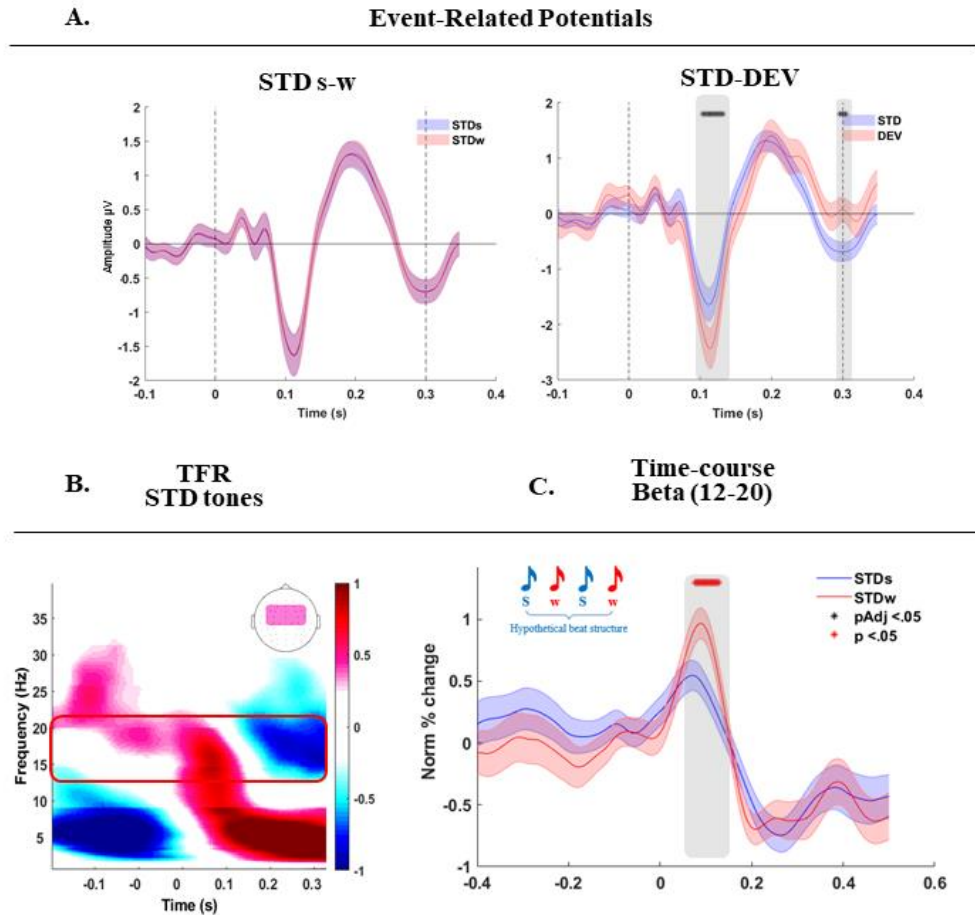 A.
Event-Related Potentials
STD s-w
STD-DEV
2
1.5
1
0.5
0
-0.5
-1
-1.5
-2
Amplitude µV
STDs
STDw
-0.1
0
0.1
0.2
0.3
0.4
Time (s)
2
1
0
-1
-2
-3
STD
DEV
-0.1
0
0.1
0.2
0.3
0.4
Time (s)
B.
TFR
STD tones
C.
Time-course
Beta (12-20)
35
30
25
20
15
10
5
Frequency (Hz)
-0.1
-0
0.1
0.2
0.3
Time (s)
1
0.5
0
-0.5
-1
S
w
S
w
Hypothetical beat structure
STDs
STDw
pAdj <.05
p <.05
1
0.5
0
-0.5
-1
Norm % change
-0.4
-0.2
0
0.2
0.4
0.6